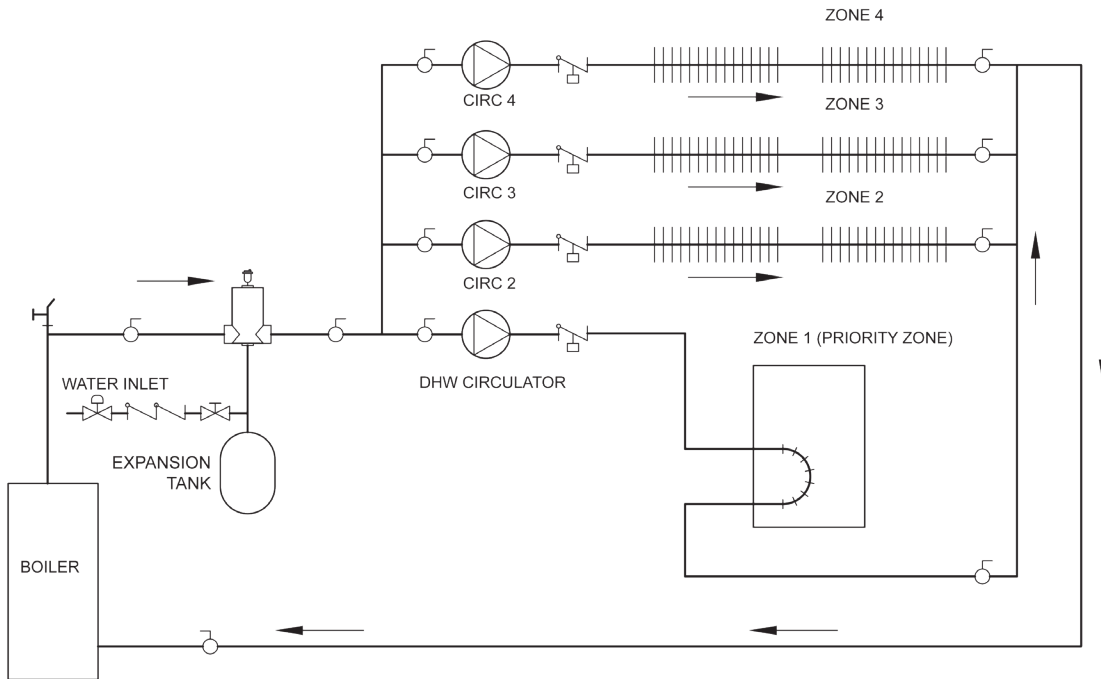 ZONE 4
CIRC 4
ZONE 3
CIRC 3
ZONE 2
CIRC 2
ZONE 1 (PRIORITY ZONE)
DHW CIRCULATOR
WATER INLET
EXPANSION
TANK
BOILER